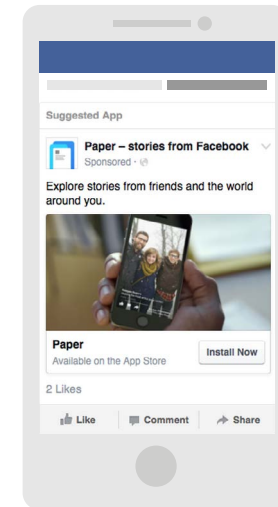 Suggested App
Paper – stories from Facebook
Sponsored ·
Explore stories from friends and the world
around you.
Paper
Available on the App Store
Install Now
2 Likes
Like Comment Share